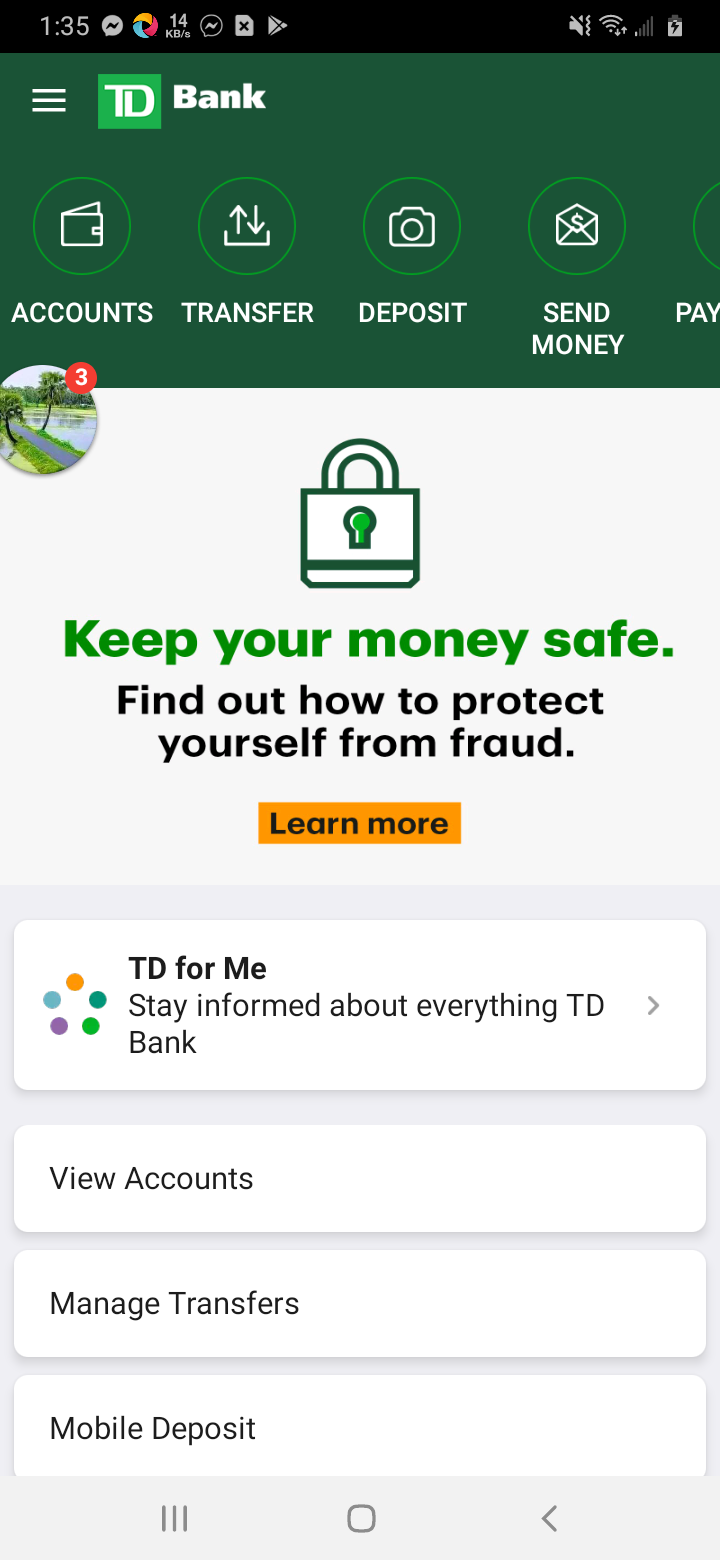 1:35
14
KB/s
TD Bank
ACCOUNTS
TRANSFER
DEPOSIT
SEND
MONEY
PAY
3
Keep your money safe.
Find out how to protect
yourself from fraud.
Learn more
TD for Me
Stay informed about everything TD
Bank
View Accounts
Manage Transfers
Mobile Deposit